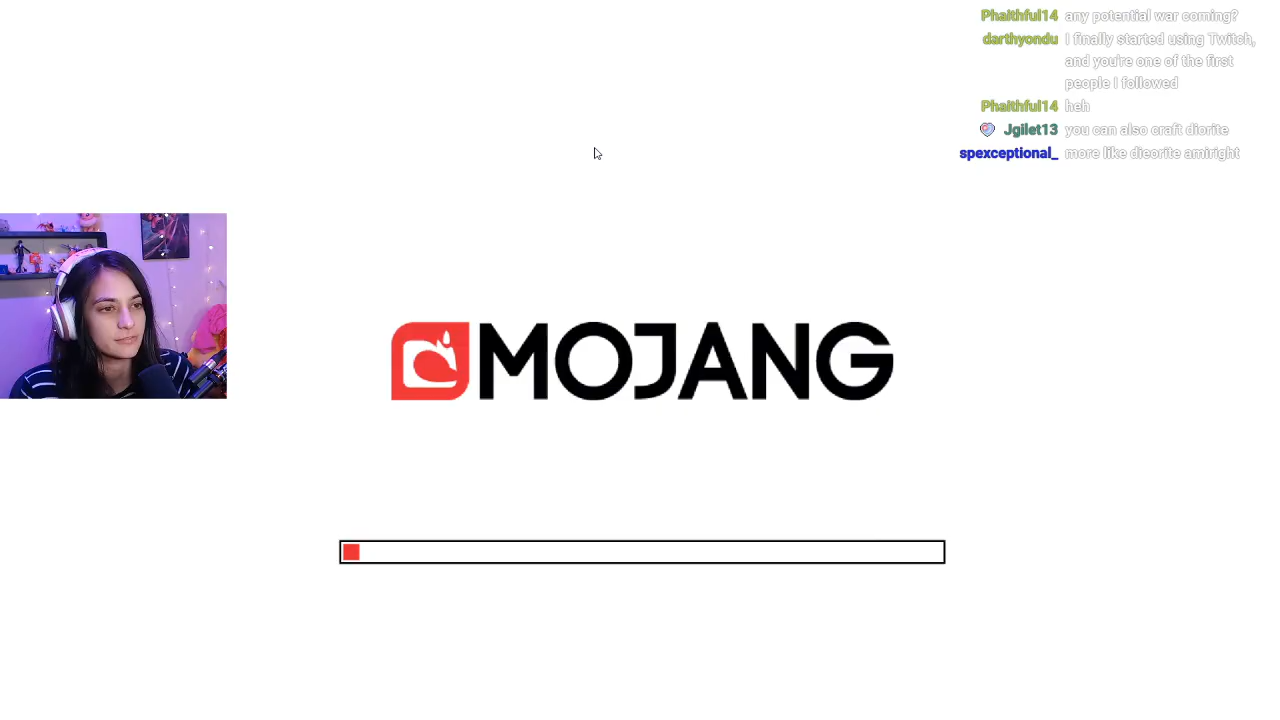 Phaithful14 any potential war coming?
darthyondu I finally started using Twitch,
and you're one of the first
people I followed
Phaithful14 heh
Jgilet13 you can also craft diorite
spexceptional_ more like dieorite amiright
MOJANG